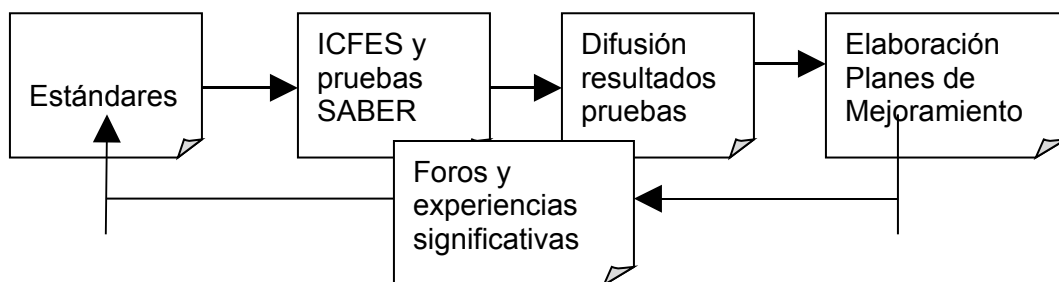 Estándares
ICFES y
pruebas
SABER
Difusión
resultados
pruebas
Elaboración
Planes de
Mejoramiento
Foros y
experiencias
significativas